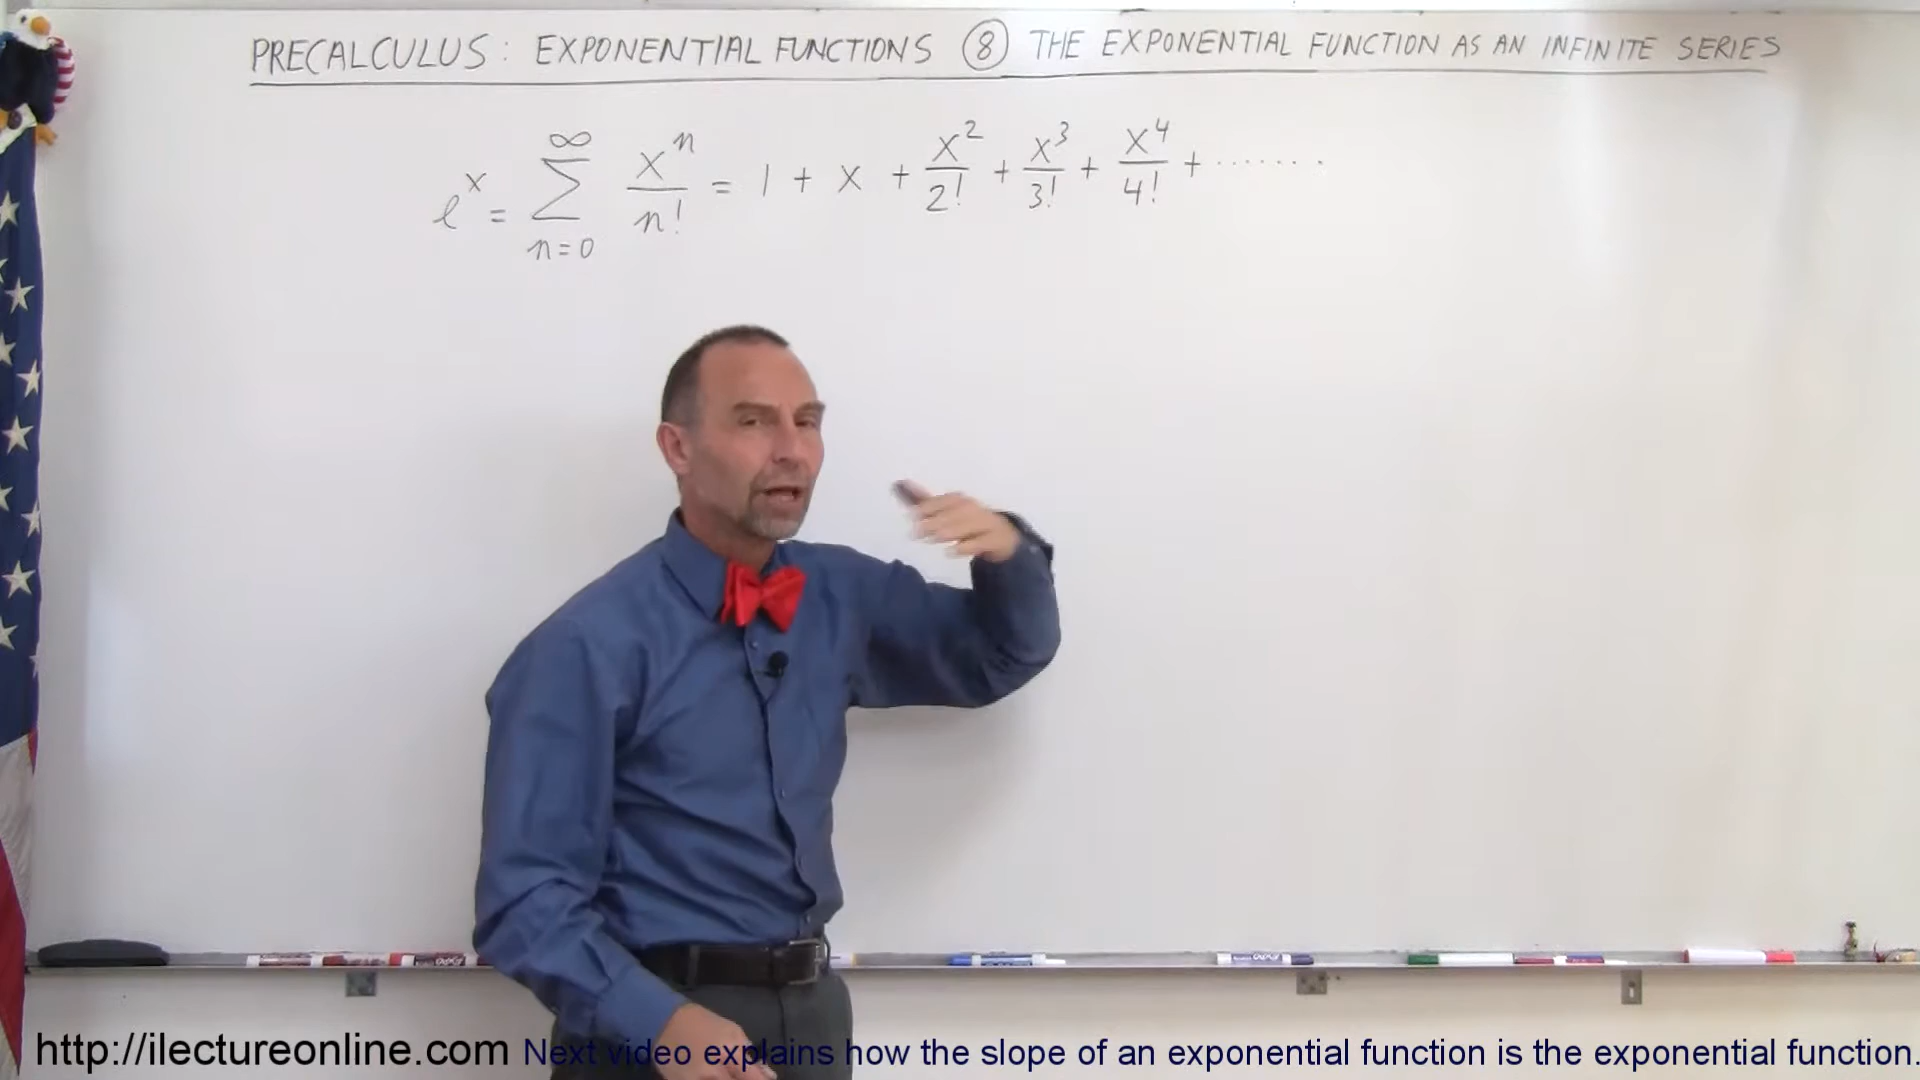 PRECALCULUS: EXPONENTIAL FUNCTIONS ⑧ THE EXPONENTIAL FUNCTION AS AN INFINITE SERIES
e^x = ∑_{n=0}^{∞} x^n/n! = 1 + x + x^2/2! + x^3/3! + x^4/4! + .......
http://ilectureonline.com Next video explains how the slope of an exponential function is the exponential function.